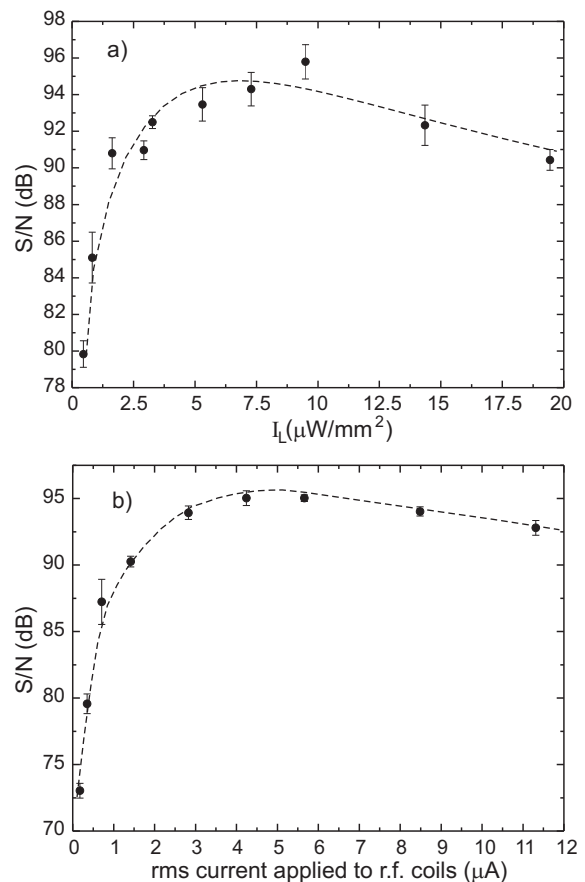 a)
98
96
94
92
90
88
86
84
82
80
78
S/N (dB)
0 2.5 5 7.5 10 12.5 15 17.5 20
I_L(μW/mm²)
b)
95
90
85
80
75
70
S/N (dB)
0 1 2 3 4 5 6 7 8 9 10 11 12
rms current applied to r.f. coils (μA)